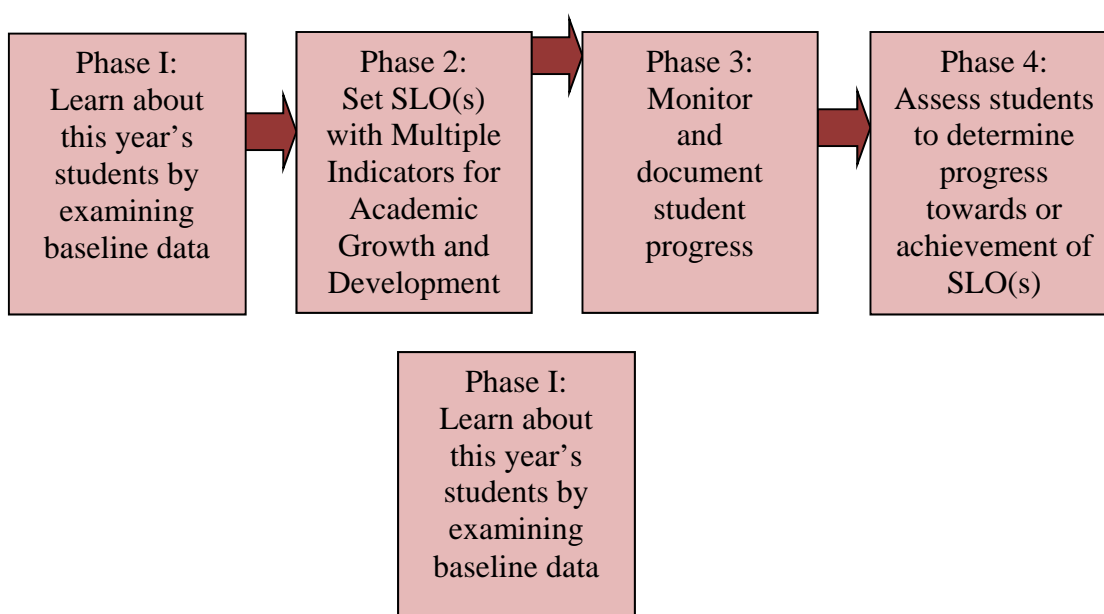 Phase I:
Learn about
this year’s
students by
examining
baseline data
Phase 2:
Set SLO(s)
with Multiple
Indicators for
Academic
Growth and
Development
Phase 3:
Monitor
and
document
student
progress
Phase 4:
Assess students
to determine
progress
towards or
achievement of
SLO(s)
Phase I:
Learn about
this year’s
students by
examining
baseline data